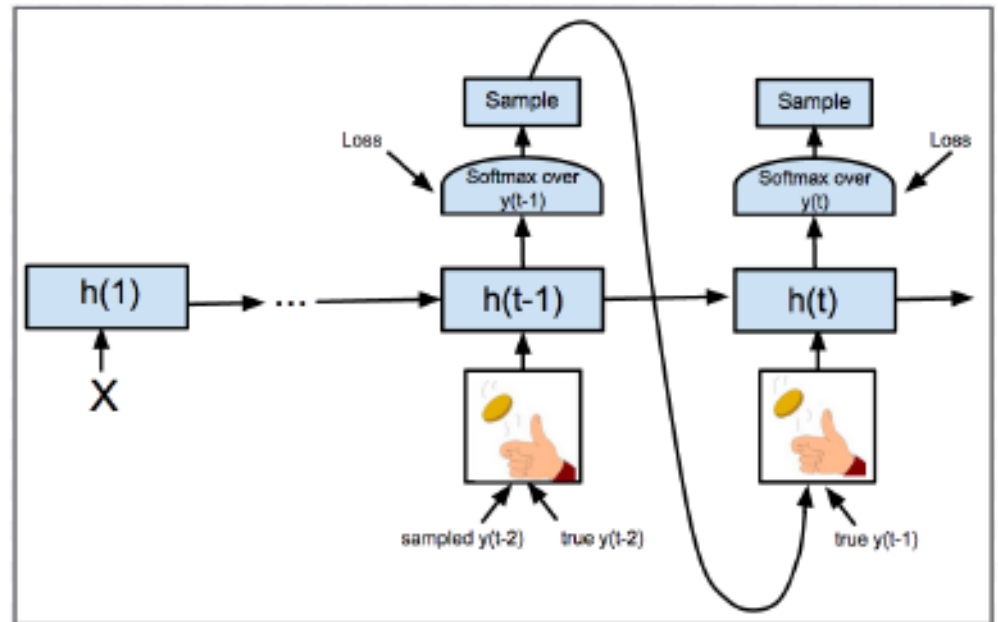 Sample
Sample
Loss
Loss
Softmax over
y(t-1)
Softmax over
y(t)
h(1)
...
h(t-1)
h(t)
X
sampled y(t-2)
true y(t-2)
true y(t-1)